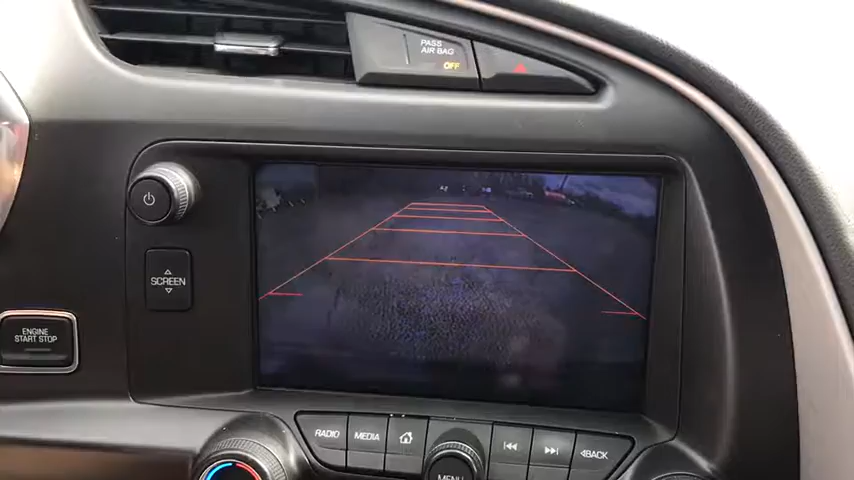 PASS
AIR BAG
OFF
SCREEN
ENGINE
START STOP
RADIO
MEDIA
BACK
MENU